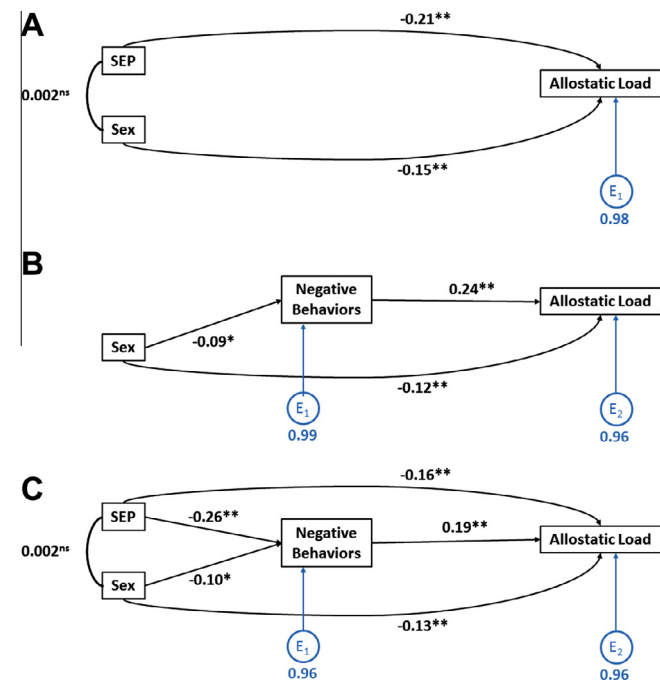 A
-0.21**
SEP
Allostatic Load
0.002ⁿˢ
Sex
-0.15**
E₁
0.98
B
Negative
Behaviors
0.24**
Allostatic Load
Sex
-0.09*
-0.12**
E₁
0.99
E₂
0.96
C
-0.16**
SEP
-0.26**
Negative
Behaviors
0.19**
Allostatic Load
0.002ⁿˢ
Sex
-0.10*
-0.13**
E₁
0.96
E₂
0.96